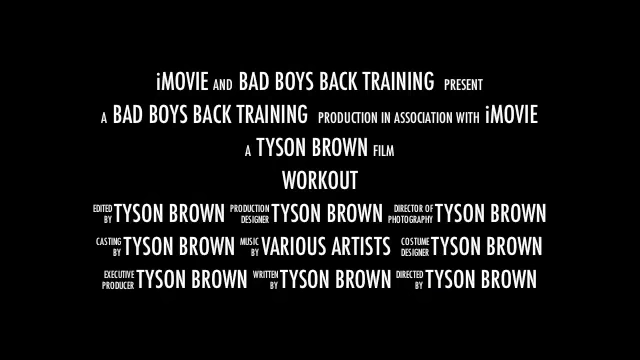 iMOVIE AND BAD BOYS BACK TRAINING PRESENT
A BAD BOYS BACK TRAINING PRODUCTION IN ASSOCIATION WITH iMOVIE
A TYSON BROWN FILM
WORKOUT
EDITED BY TYSON BROWN PRODUCTION DESIGNER TYSON BROWN DIRECTOR OF PHOTOGRAPHY TYSON BROWN
CASTING BY TYSON BROWN MUSIC BY VARIOUS ARTISTS COSTUME DESIGNER TYSON BROWN
EXECUTIVE PRODUCER TYSON BROWN WRITTEN BY TYSON BROWN DIRECTED BY TYSON BROWN